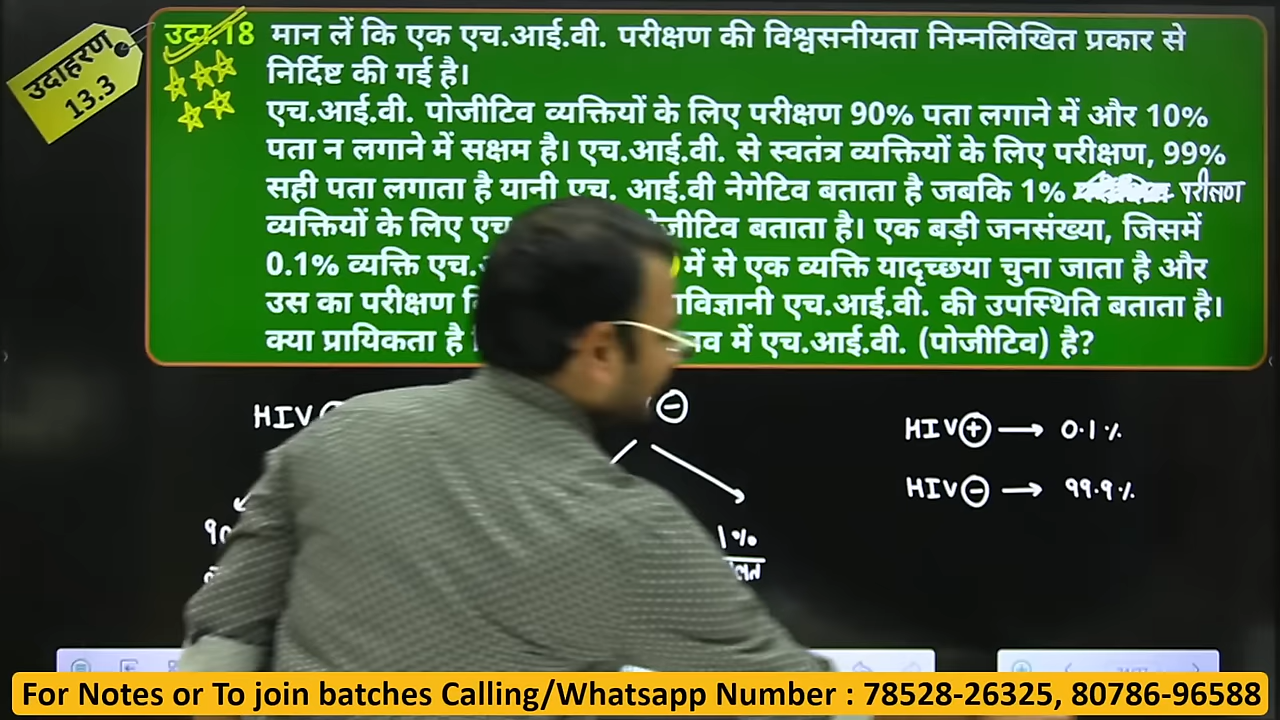 उदाहरण
13.3
उदा.18 मान लें कि एक एच.आई.वी. परीक्षण की विश्वसनीयता निम्नलिखित प्रकार से
निर्दिष्ट की गई है।
एच.आई.वी. पोजीटिव व्यक्तियों के लिए परीक्षण 90% पता लगाने में और 10%
पता न लगाने में सक्षम है। एच.आई.वी. से स्वतंत्र व्यक्तियों के लिए परीक्षण, 99%
सही पता लगाता है यानी एच. आई.वी नेगेटिव बताता है जबकि 1% परीक्षण
व्यक्तियों के लिए बताता है। एक बड़ी जनसंख्या, जिसमें
0.1% व्यक्ति में से एक व्यक्ति यादृच्छया चुना जाता है और
उस का परीक्षण एच.आई.वी. की उपस्थिति बताता है।
क्या प्रायिकता है में एच.आई.वी. (पोजीटिव) है?
HIV ⊖
HIV⊕ → 0.1%
HIV⊖ → 99.9%
1%
For Notes or To join batches Calling/Whatsapp Number : 78528-26325, 80786-96588